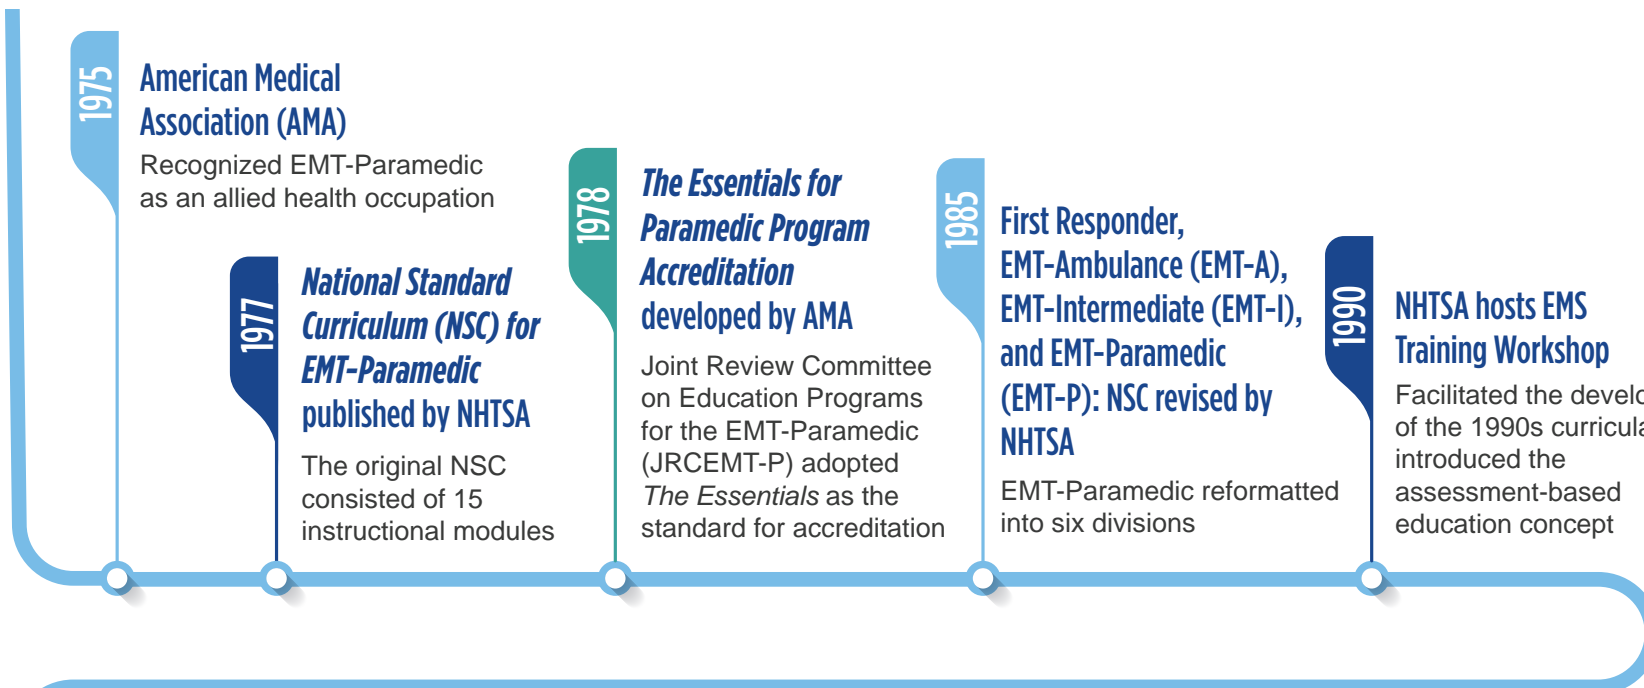 1975
American Medical
Association (AMA)
Recognized EMT-Paramedic
as an allied health occupation
1977
National Standard
Curriculum (NSC) for
EMT-Paramedic
published by NHTSA
The original NSC
consisted of 15
instructional modules
1978
The Essentials for
Paramedic Program
Accreditation
developed by AMA
Joint Review Committee
on Education Programs
for the EMT-Paramedic
(JRCEMT-P) adopted
The Essentials as the
standard for accreditation
1985
First Responder,
EMT-Ambulance (EMT-A),
EMT-Intermediate (EMT-I),
and EMT-Paramedic
(EMT-P): NSC revised by
NHTSA
EMT-Paramedic reformatted
into six divisions
1990
NHTSA hosts EMS
Training Workshop
Facilitated the
of the 1990s curricula
introduced the
assessment-based
education concept